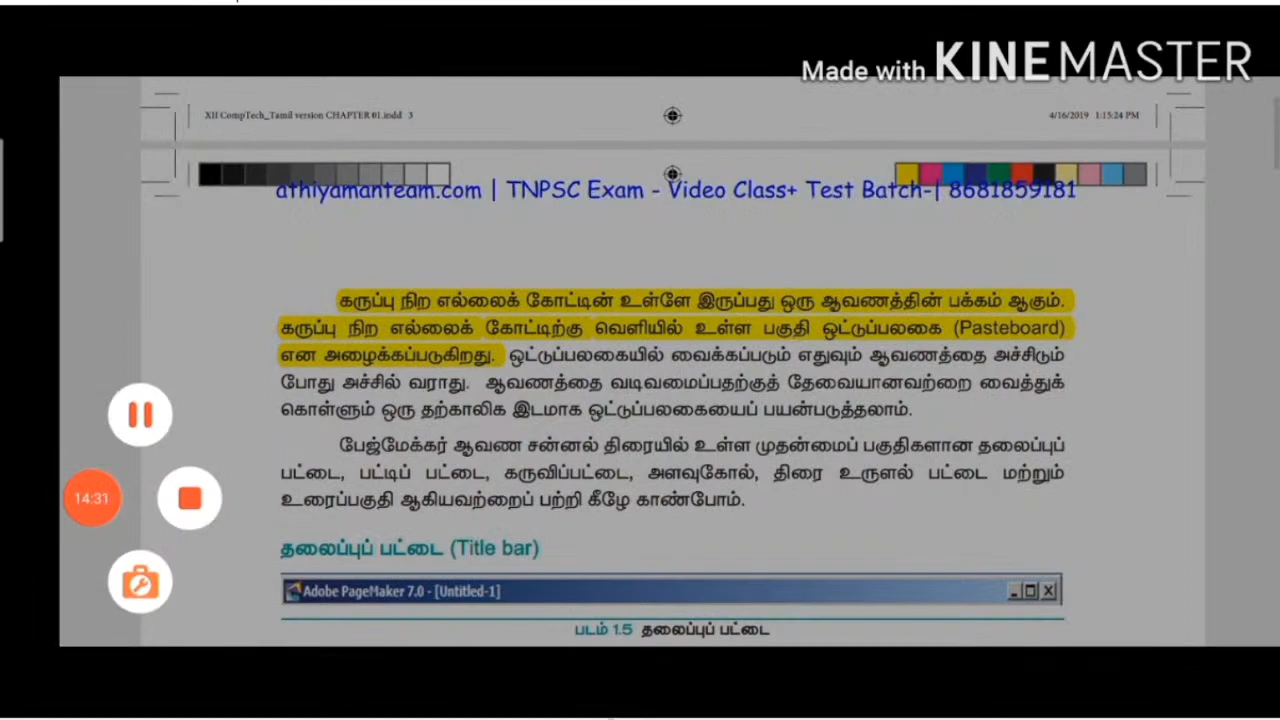 Made with KINEMASTER
XII CompTech_Tamil version CHAPTER 01.indd 3
4/16/2019 1:15:24 PM
athiyamanteam.com | TNPSC Exam - Video Class+ Test Batch-| 8681859181
கருப்பு நிற எல்லைக் கோட்டின் உள்ளே இருப்பது ஒரு ஆவணத்தின் பக்கம் ஆகும்.
கருப்பு நிற எல்லைக் கோட்டிற்கு வெளியில் உள்ள பகுதி ஒட்டுப்பலகை (Pasteboard)
என அழைக்கப்படுகிறது. ஒட்டுப்பலகையில் வைக்கப்படும் எதுவும் ஆவணத்தை அச்சிடும்
போது அச்சில் வராது. ஆவணத்தை வடிவமைப்பதற்குத் தேவையானவற்றை வைத்துக்
கொள்ளும் ஒரு தற்காலிக இடமாக ஒட்டுப்பலகையைப் பயன்படுத்தலாம்.
பேஜ்மேக்கர் ஆவண சன்னல் திரையில் உள்ள முதன்மைப் பகுதிகளான தலைப்புப்
பட்டை, பட்டிப் பட்டை, கருவிப்பட்டை, அளவுகோல், திரை உருளல் பட்டை மற்றும்
உரைப்பகுதி ஆகியவற்றைப் பற்றி கீழே காண்போம்.
14:31
தலைப்புப் பட்டை (Title bar)
Adobe PageMaker 7.0 - [Untitled-1]
படம் 1.5 தலைப்புப் பட்டை